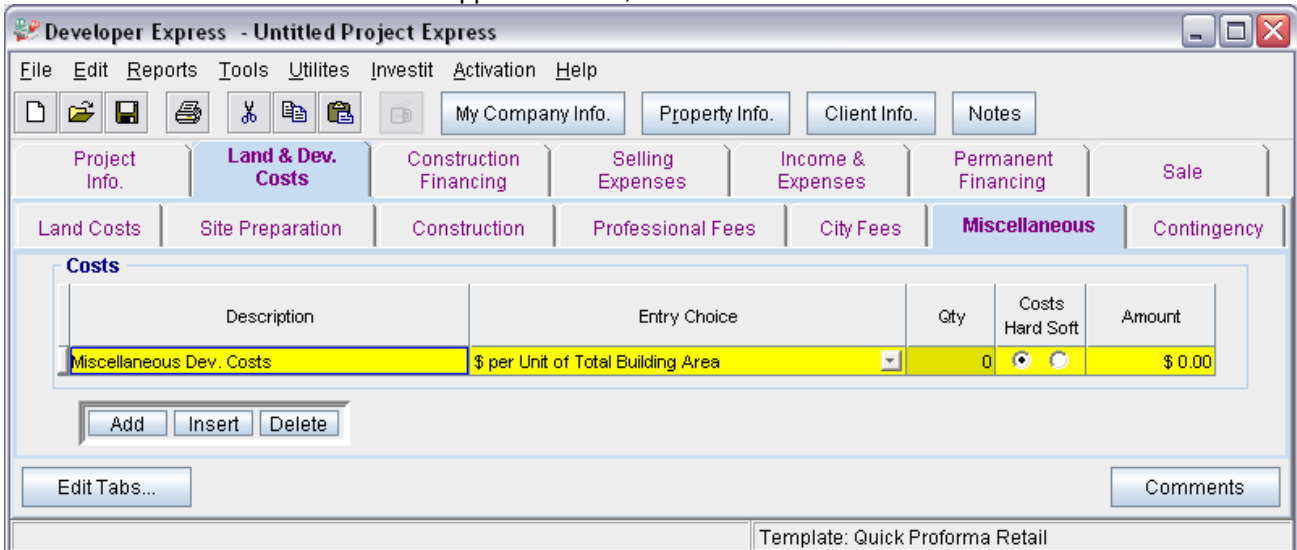 Developer Express - Untitled Project Express
File Edit Reports Tools Utilites Investit Activation Help
My Company Info. Property Info. Client Info. Notes
Project Info. Land & Dev. Costs Construction Financing Selling Expenses Income & Expenses Permanent Financing Sale
Land Costs Site Preparation Construction Professional Fees City Fees Miscellaneous Contingency
Costs
Description Entry Choice Qty Costs Hard Soft Amount
Miscellaneous Dev. Costs $ per Unit of Total Building Area 0 $ 0.00
Add Insert Delete
Edit Tabs... Comments
Template: Quick Proforma Retail